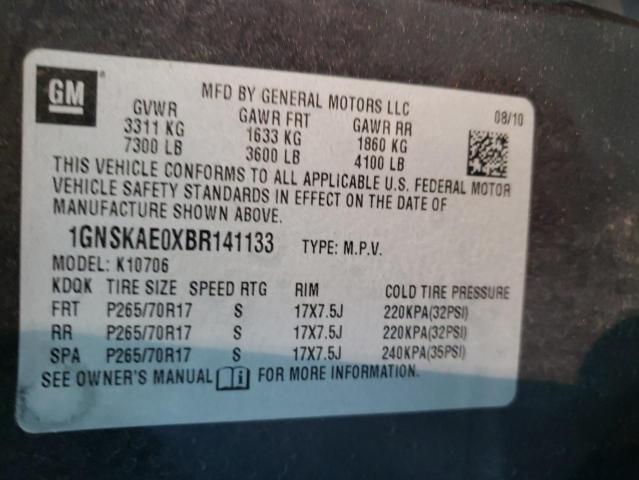 GM
MFD BY GENERAL MOTORS LLC
08/10
GVWR GAWR FRT GAWR RR
3311 KG 1633 KG 1860 KG
7300 LB 3600 LB 4100 LB
THIS VEHICLE CONFORMS TO ALL APPLICABLE U.S. FEDERAL MOTOR
VEHICLE SAFETY STANDARDS IN EFFECT ON THE DATE OF
MANUFACTURE SHOWN ABOVE.
1GNSKAE0XBR141133 TYPE: M.P.V.
MODEL: K10706
KDQK TIRE SIZE SPEED RTG RIM COLD TIRE PRESSURE
FRT P265/70R17 S 17X7.5J 220KPA(32PSI)
RR P265/70R17 S 17X7.5J 220KPA(32PSI)
SPA P265/70R17 S 17X7.5J 240KPA(35PSI)
SEE OWNER'S MANUAL FOR MORE INFORMATION.